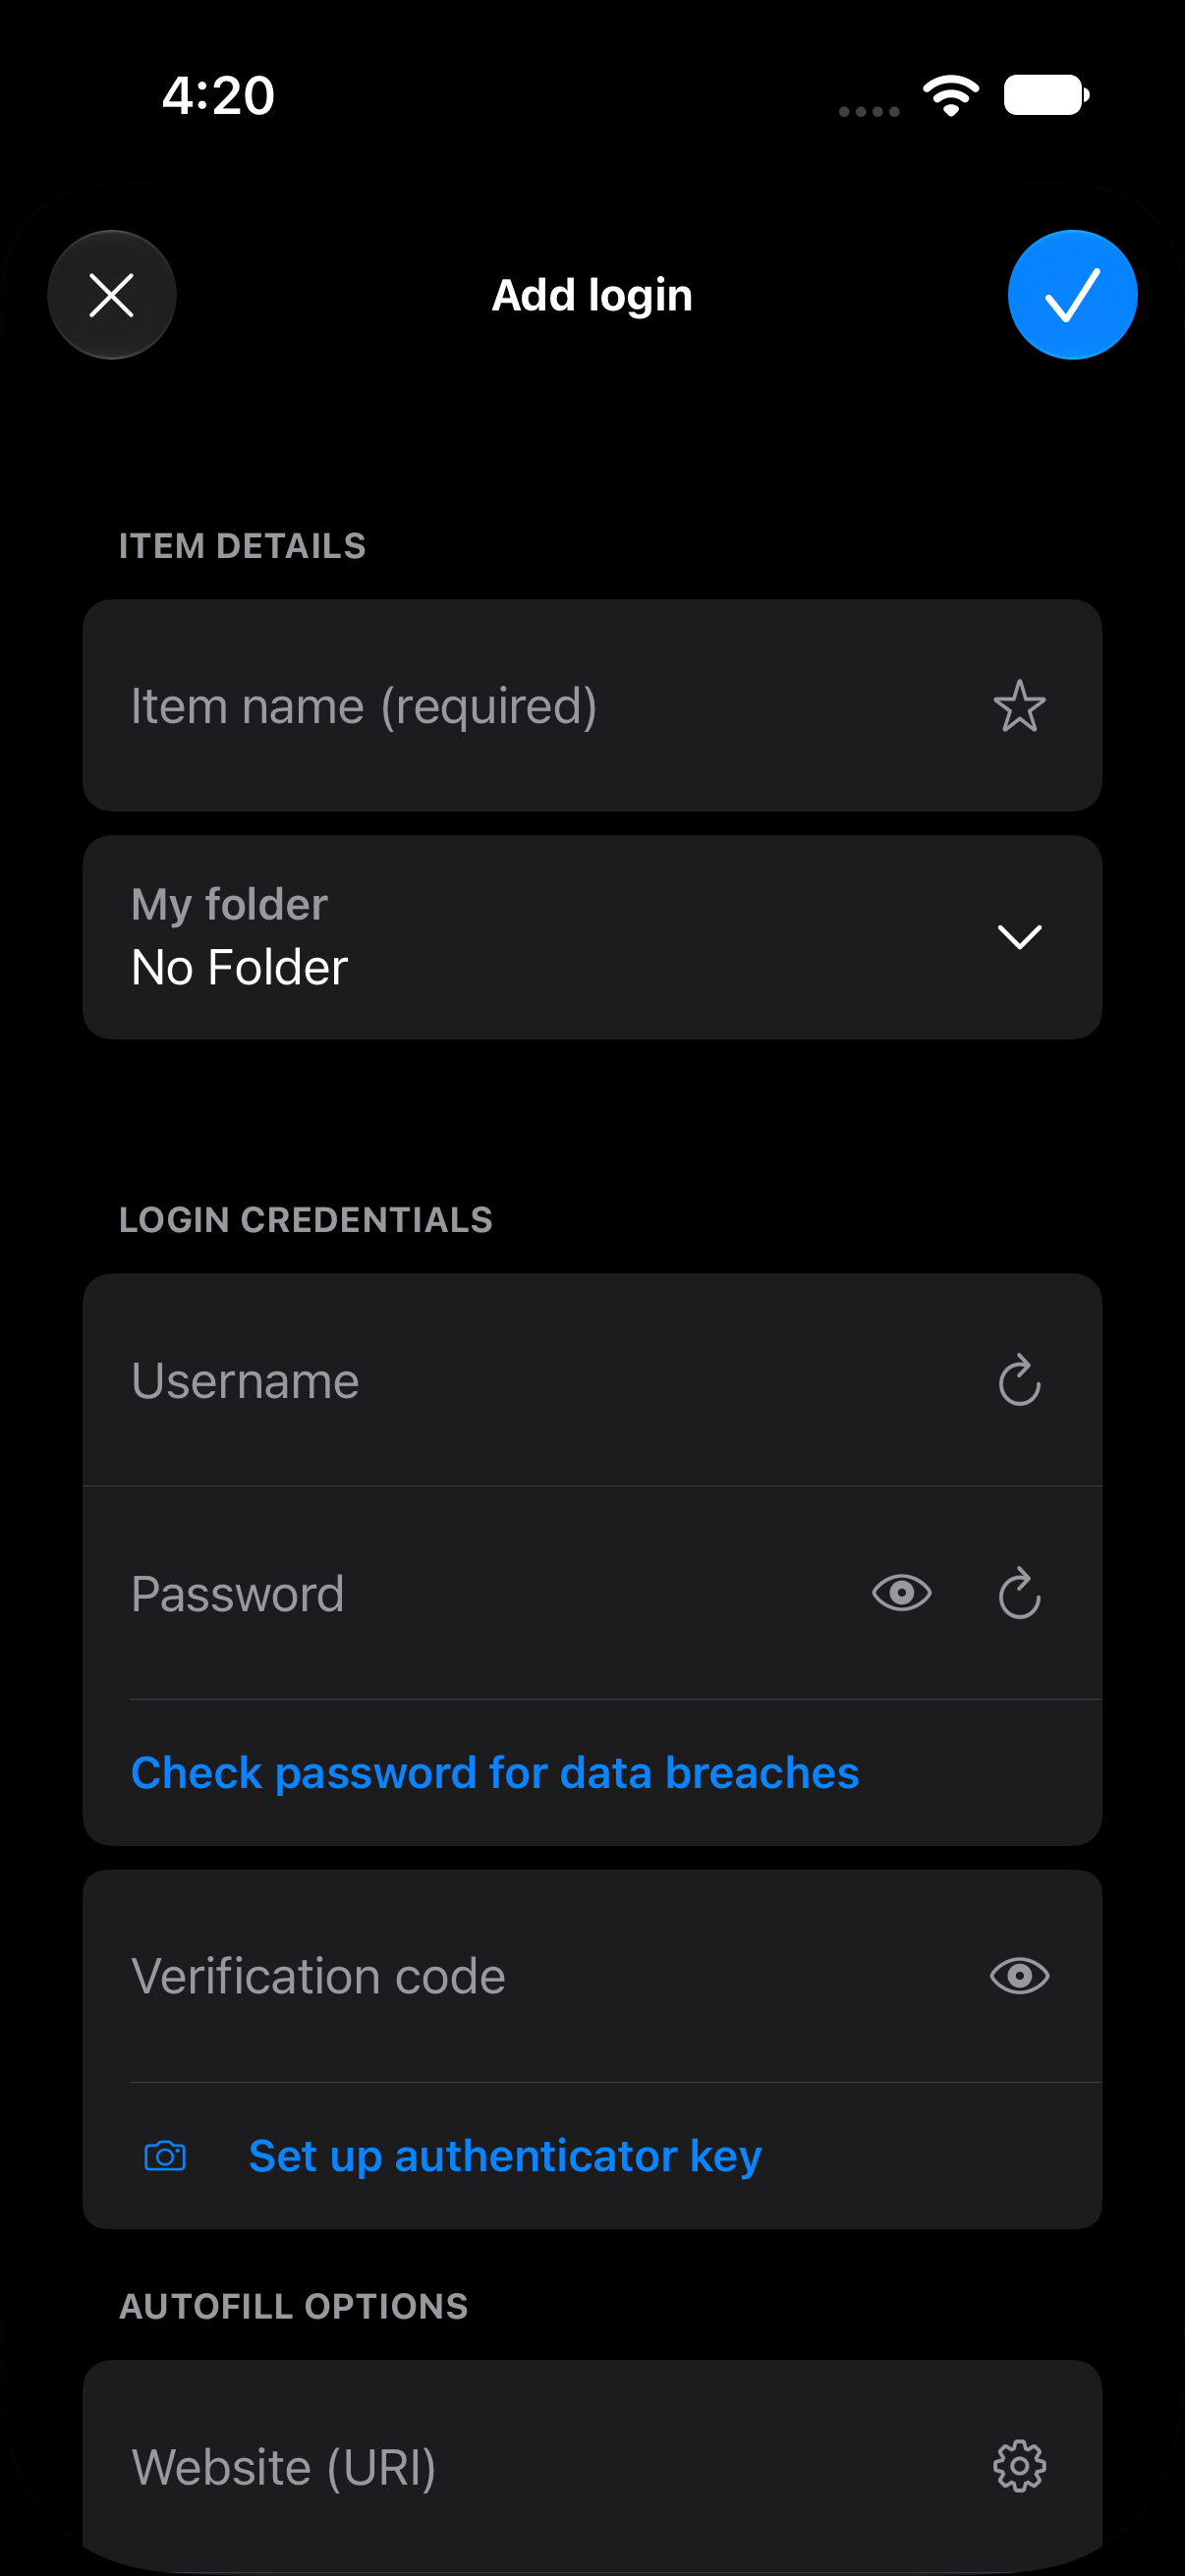 4:20
Add login
ITEM DETAILS
Item name (required)
My folder
No Folder
LOGIN CREDENTIALS
Username
Password
Check password for data breaches
Verification code
Set up authenticator key
AUTOFILL OPTIONS
Website (URI)